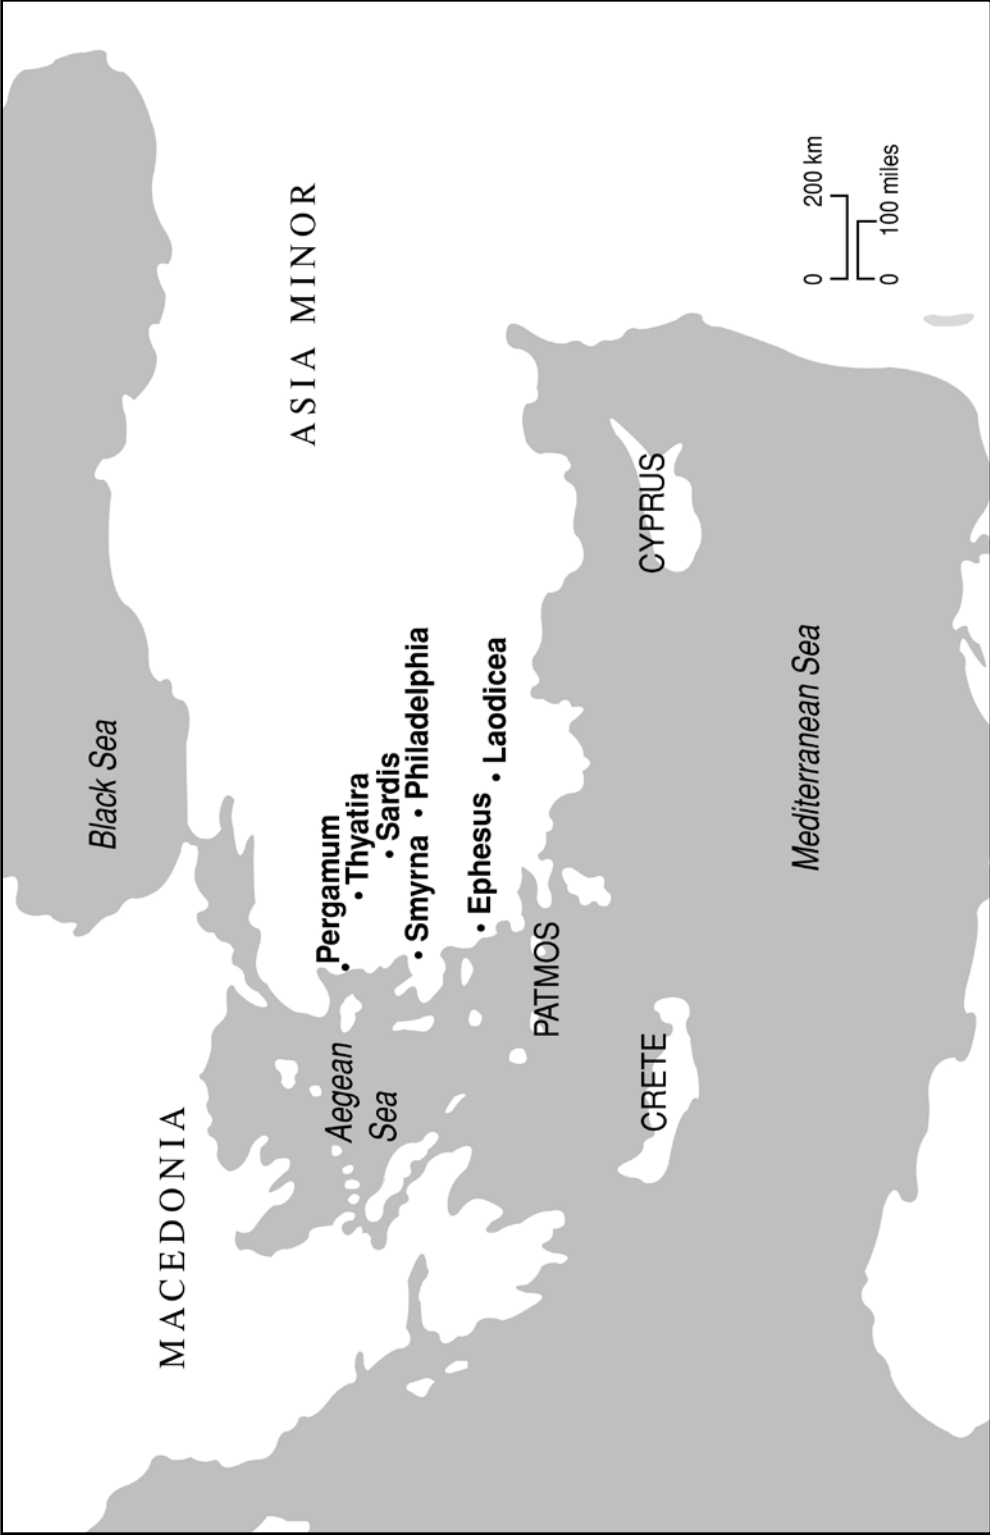 Black Sea
MACEDONIA
ASIA MINOR
Pergamum
Thyatira
Sardis
Smyrna
Philadelphia
Aegean
Sea
Ephesus
Laodicea
PATMOS
CRETE
CYPRUS
Mediterranean Sea
0 200 km
0 100 miles